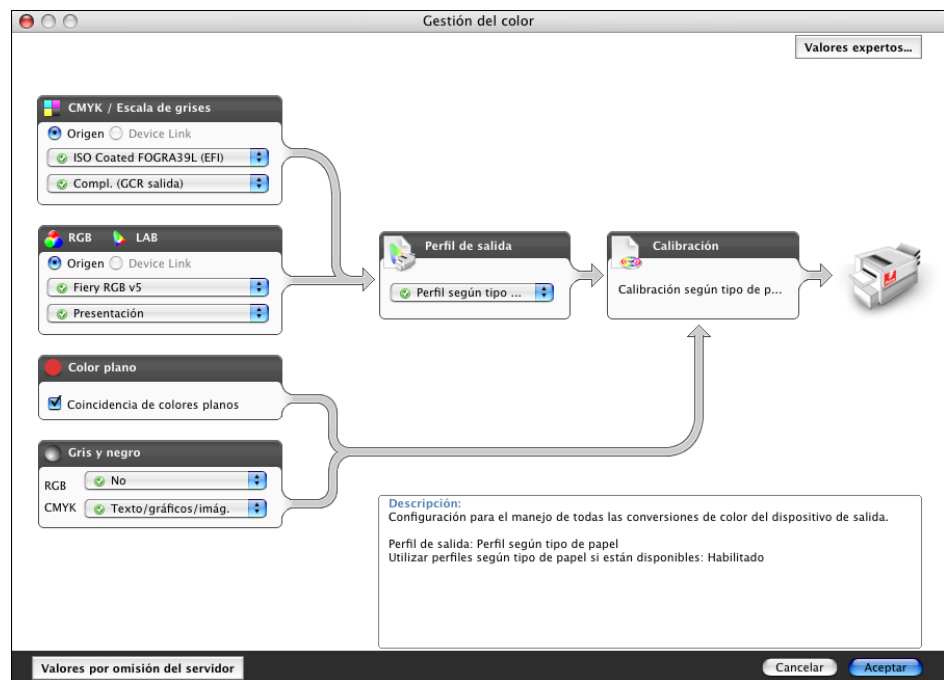 Gestión del color
Valores expertos...
CMYK / Escala de grises
Origen Device Link
ISO Coated FOGRA39L (EFI)
Compl. (GCR salida)
RGB LAB
Origen Device Link
Fiery RGB v5
Presentación
Perfil de salida
Perfil según tipo ...
Calibración
Calibración según tipo de p...
Color plano
Coincidencia de colores planos
Gris y negro
RGB No
CMYK Texto/gráficos/imág.
Descripción:
Configuración para el manejo de todas las conversiones de color del dispositivo de salida.
Perfil de salida: Perfil según tipo de papel
Utilizar perfiles según tipo de papel si están disponibles: Habilitado
Valores por omisión del servidor
Cancelar Aceptar